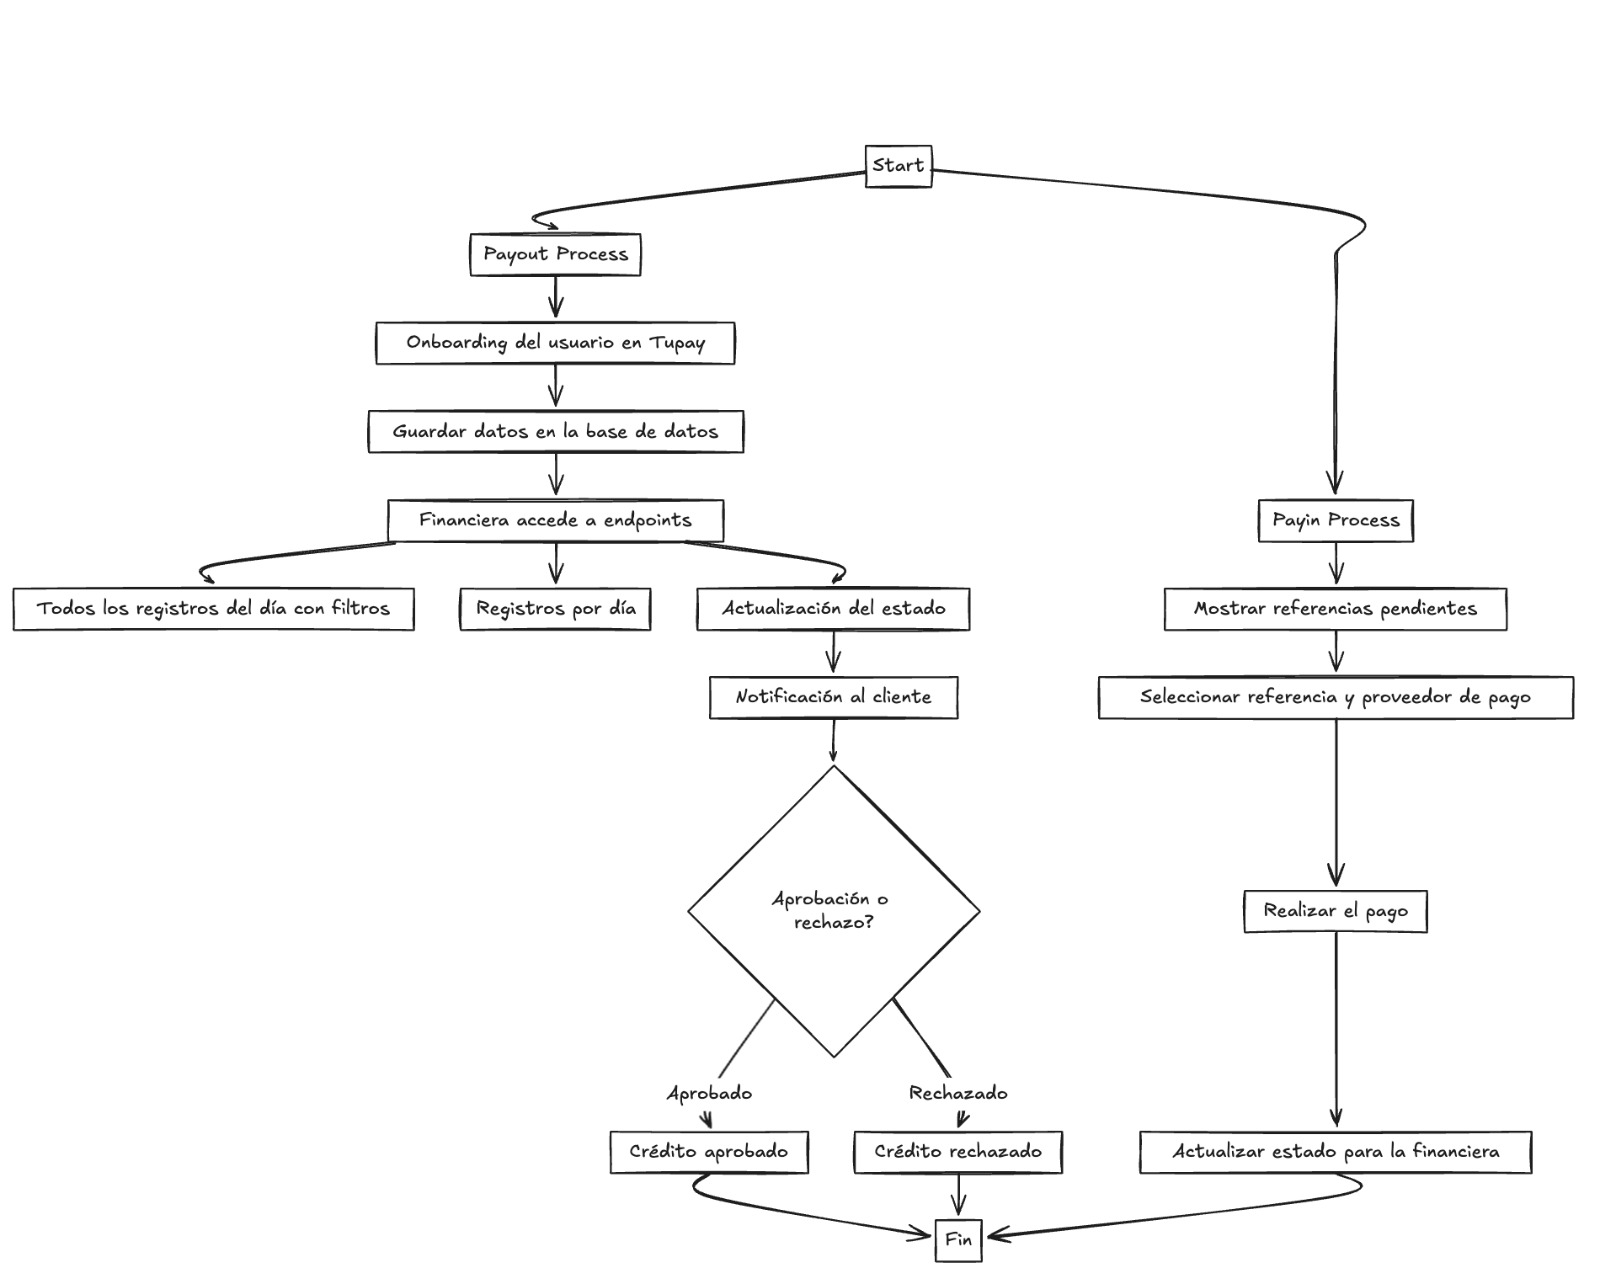 Start
Payout Process
Onboarding del usuario en Tupay
Guardar datos en la base de datos
Financiera accede a endpoints
Payin Process
Todos los registros del día con filtros
Registros por día
Actualización del estado
Mostrar referencias pendientes
Notificación al cliente
Seleccionar referencia y proveedor de pago
Aprobación o
rechazo?
Realizar el pago
Aprobado
Rechazado
Crédito aprobado
Crédito rechazado
Actualizar estado para la financiera
Fin